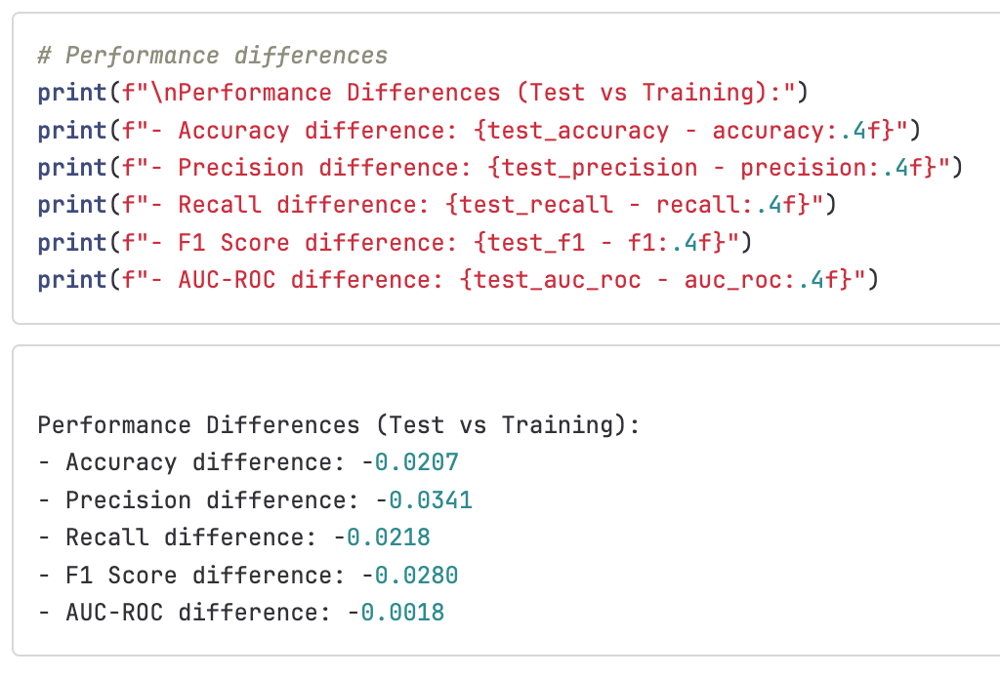 # Performance differences
print(f"\nPerformance Differences (Test vs Training):")
print(f"- Accuracy difference: {test_accuracy - accuracy:.4f}")
print(f"- Precision difference: {test_precision - precision:.4f}")
print(f"- Recall difference: {test_recall - recall:.4f}")
print(f"- F1 Score difference: {test_f1 - f1:.4f}")
print(f"- AUC-ROC difference: {test_auc_roc - auc_roc:.4f}")
Performance Differences (Test vs Training):
- Accuracy difference: -0.0207
- Precision difference: -0.0341
- Recall difference: -0.0218
- F1 Score difference: -0.0280
- AUC-ROC difference: -0.0018